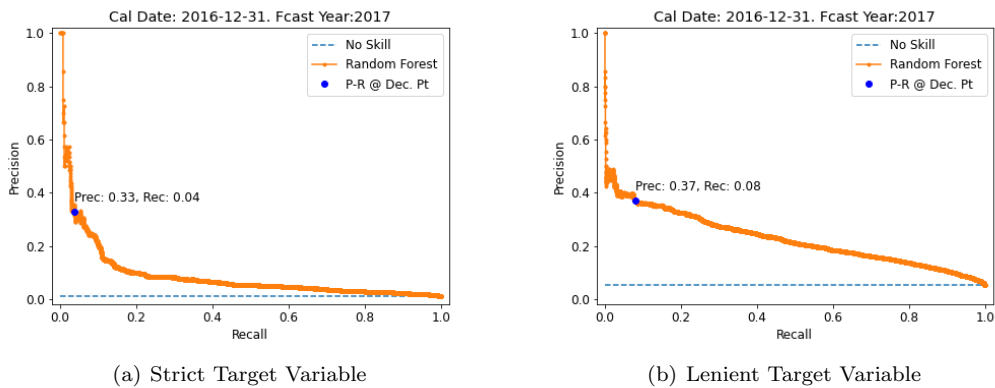 Cal Date: 2016-12-31. Fcast Year:2017
Precision
1.0
0.8
0.6
0.4
0.2
0.0
No Skill
Random Forest
P-R @ Dec. Pt
Prec: 0.33, Rec: 0.04
0.0 0.2 0.4 0.6 0.8 1.0
Recall
(a) Strict Target Variable
Cal Date: 2016-12-31. Fcast Year:2017
Precision
1.0
0.8
0.6
0.4
0.2
0.0
No Skill
Random Forest
P-R @ Dec. Pt
Prec: 0.37, Rec: 0.08
0.0 0.2 0.4 0.6 0.8 1.0
Recall
(b) Lenient Target Variable